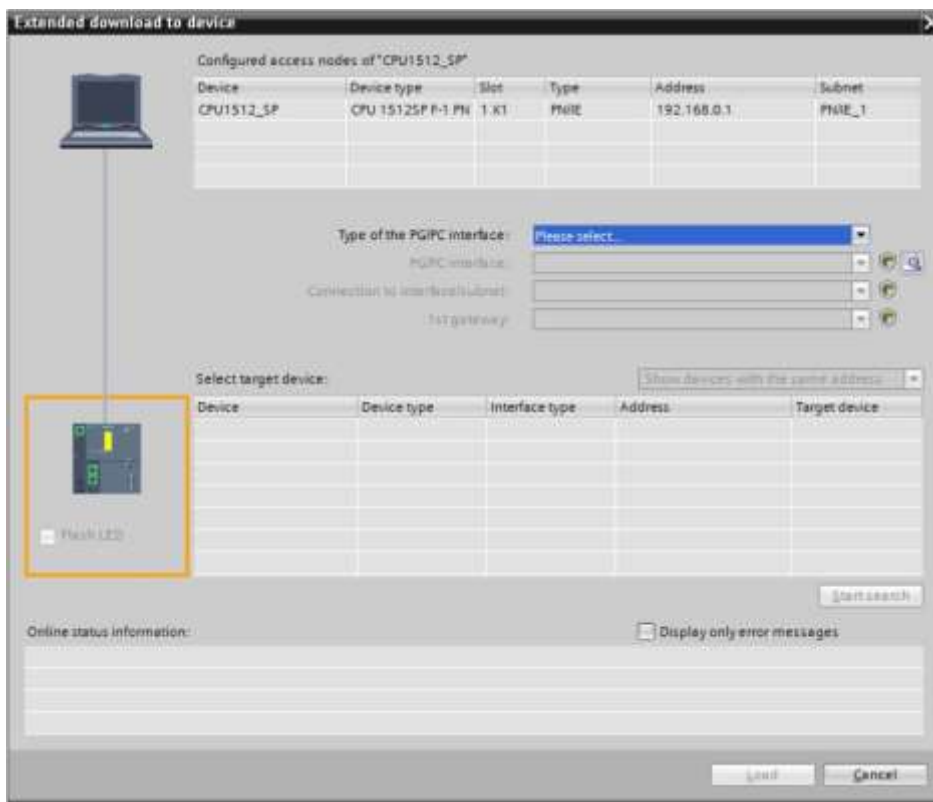 Extended download to device
Configured access nodes of "CPU1512_SP"
Device Device type Slot Type Address Subnet
CPU1512_SP CPU 1512SP F-1 PN 1 X1 PN/IE 192.168.0.1 PN/IE_1
Type of the PG/PC interface: Please select...
PG/PC interface:
Connection to interface/subnet:
1st gateway:
Select target device: Show devices with the same address
Device Device type Interface type Address Target device
Flash LED
Start search
Online status information: Display only error messages
Load Cancel